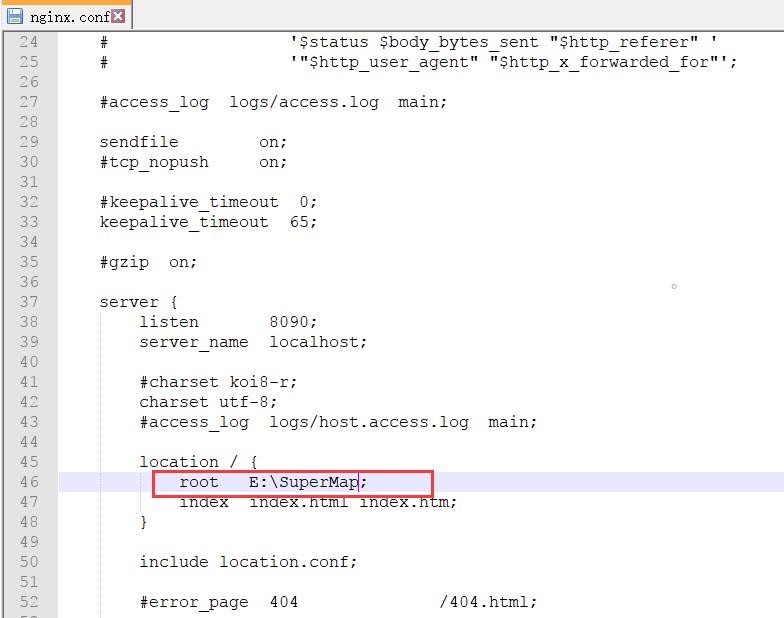 nginx.conf
24 # '$status $body_bytes_sent "$http_referer" '
25 # '"$http_user_agent" "$http_x_forwarded_for"';
26
27 #access_log logs/access.log main;
28
29 sendfile on;
30 #tcp_nopush on;
31
32 #keepalive_timeout 0;
33 keepalive_timeout 65;
34
35 #gzip on;
36
37 server {
38 listen 8090;
39 server_name localhost;
40
41 #charset koi8-r;
42 charset utf-8;
43 #access_log logs/host.access.log main;
44
45 location / {
46 root E:\SuperMap;
47 index index.html index.htm;
48 }
49
50 include location.conf;
51
52 #error_page 404 /404.html;